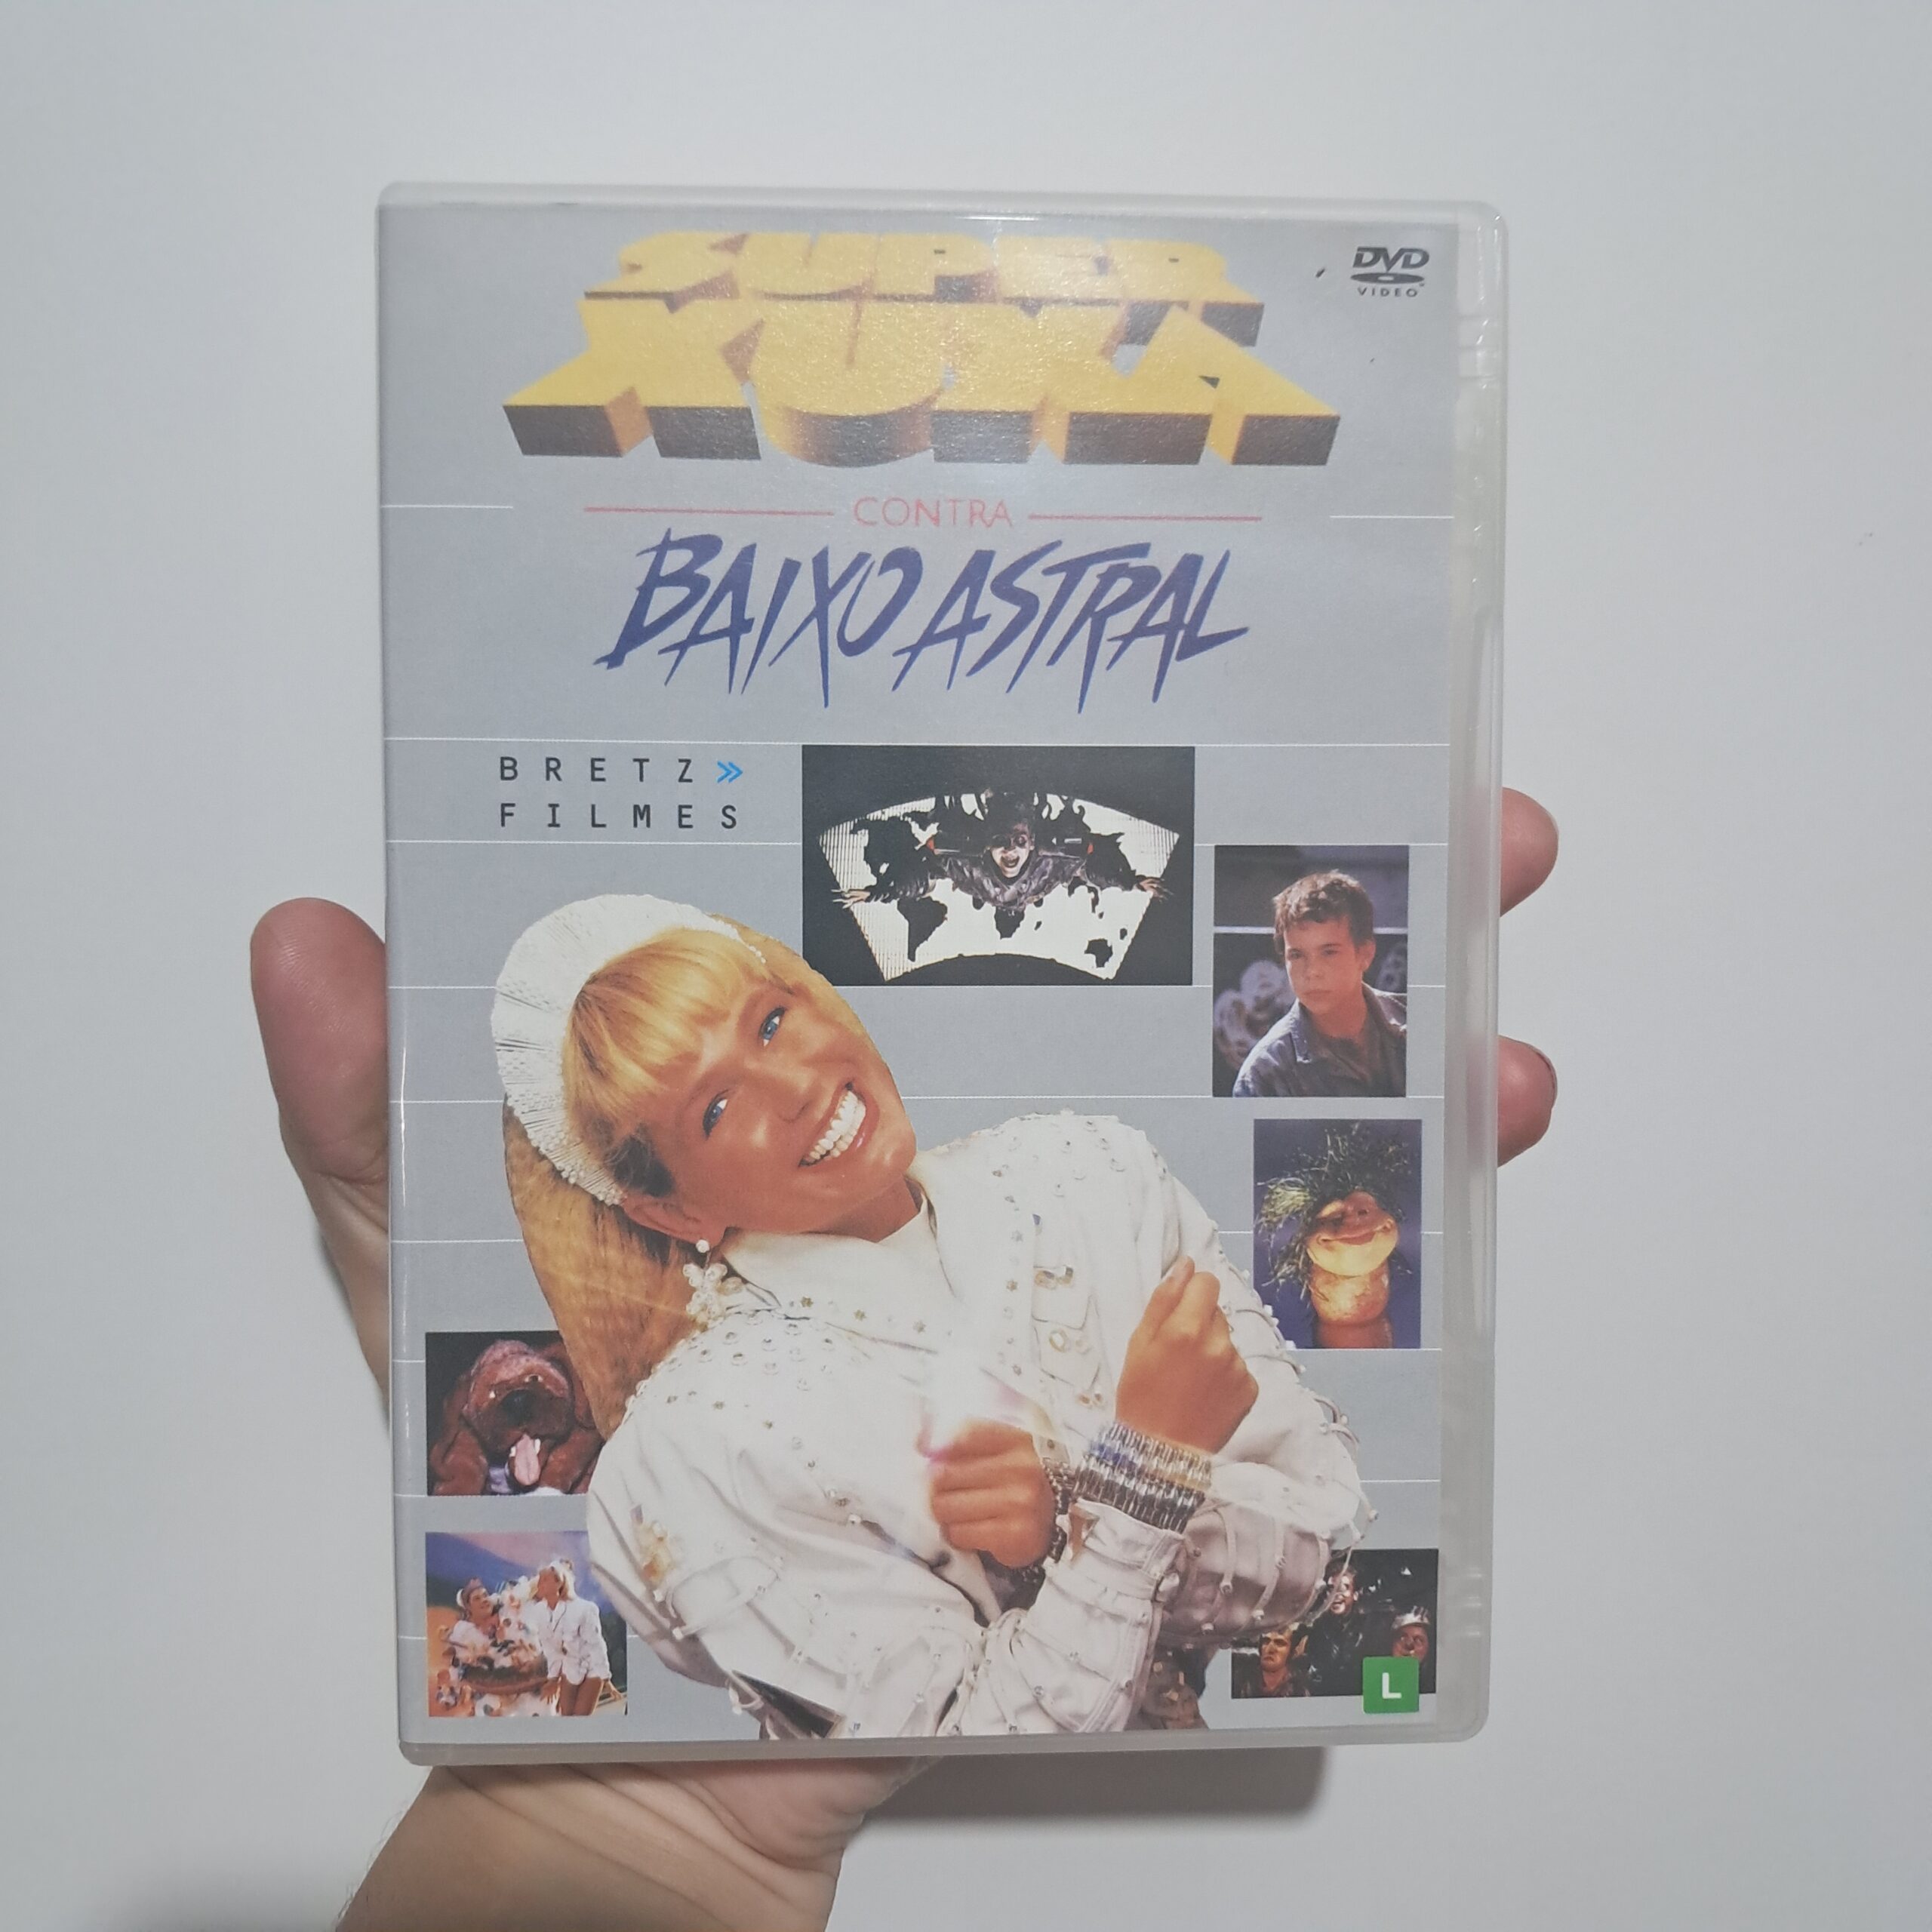 SUPER
XUXA
DVD
VIDEO
CONTRA
BAIXO ASTRAL
BRETZ»
FILMES
L